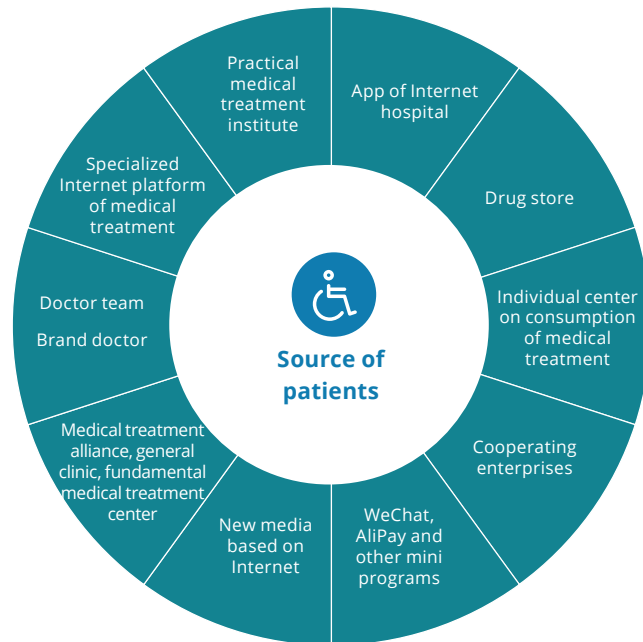 Practical
medical
treatment
institute
App of Internet
hospital
Drug store
Individual center
on consumption
of medical
treatment
Cooperating
enterprises
WeChat,
AliPay and
other mini
programs
New media
based on
Internet
Medical treatment
alliance, general
clinic, fundamental
medical treatment
center
Doctor team
Brand doctor
Specialized
Internet platform
of medical
treatment
Source of
patients